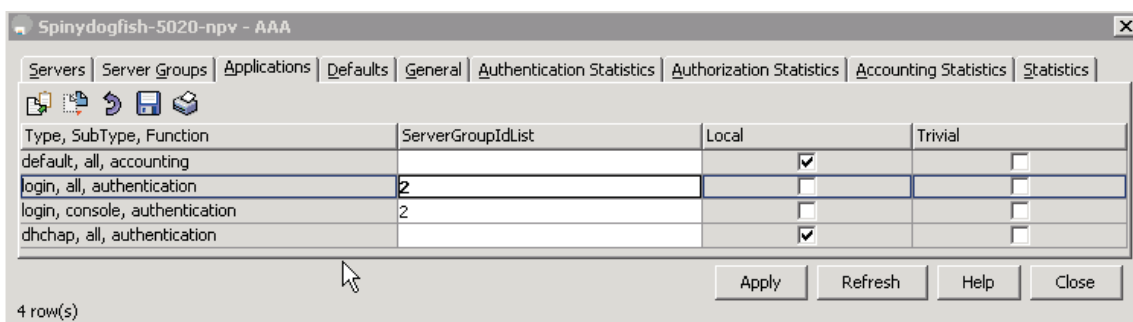 Spinydogfish-5020-npv - AAA
Servers Server Groups Applications Defaults General Authentication Statistics Authorization Statistics Accounting Statistics Statistics
Type, SubType, Function ServerGroupIdList Local Trivial
default, all, accounting
login, all, authentication 2
login, console, authentication 2
dhchap, all, authentication
Apply Refresh Help Close
4 row(s)